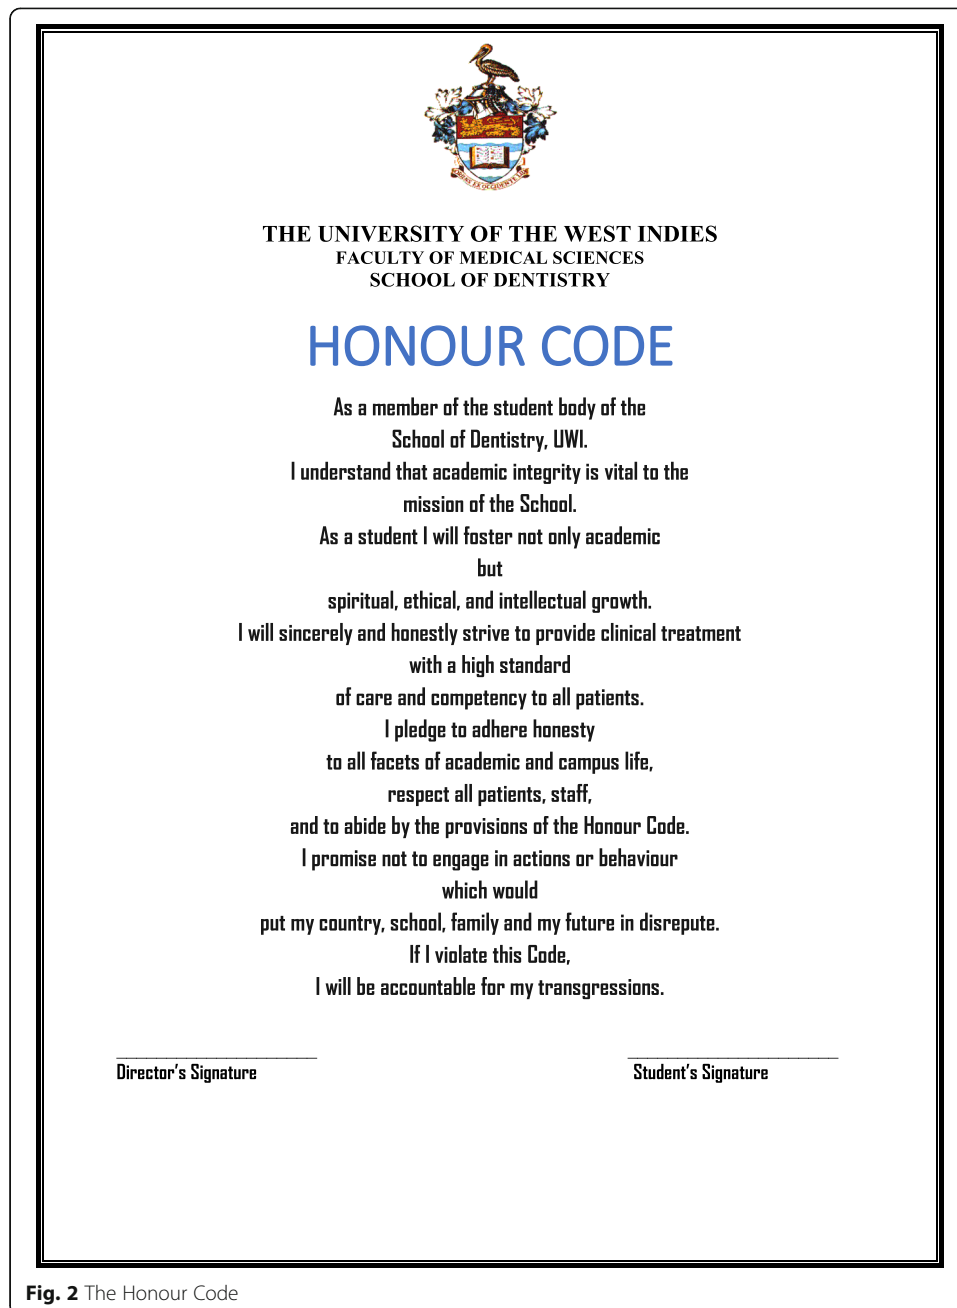 ORIENS EX OCCIDENTE LUX
THE UNIVERSITY OF THE WEST INDIES
FACULTY OF MEDICAL SCIENCES
SCHOOL OF DENTISTRY
HONOUR CODE
As a member of the student body of the
School of Dentistry, UWI.
I understand that academic integrity is vital to the
mission of the School.
As a student I will foster not only academic
but
spiritual, ethical, and intellectual growth.
I will sincerely and honestly strive to provide clinical treatment
with a high standard
of care and competency to all patients.
I pledge to adhere honesty
to all facets of academic and campus life,
respect all patients, staff,
and to abide by the provisions of the Honour Code.
I promise not to engage in actions or behaviour
which would
put my country, school, family and my future in disrepute.
If I violate this Code,
I will be accountable for my transgressions.
Director's Signature
Student's Signature
Fig. 2 The Honour Code